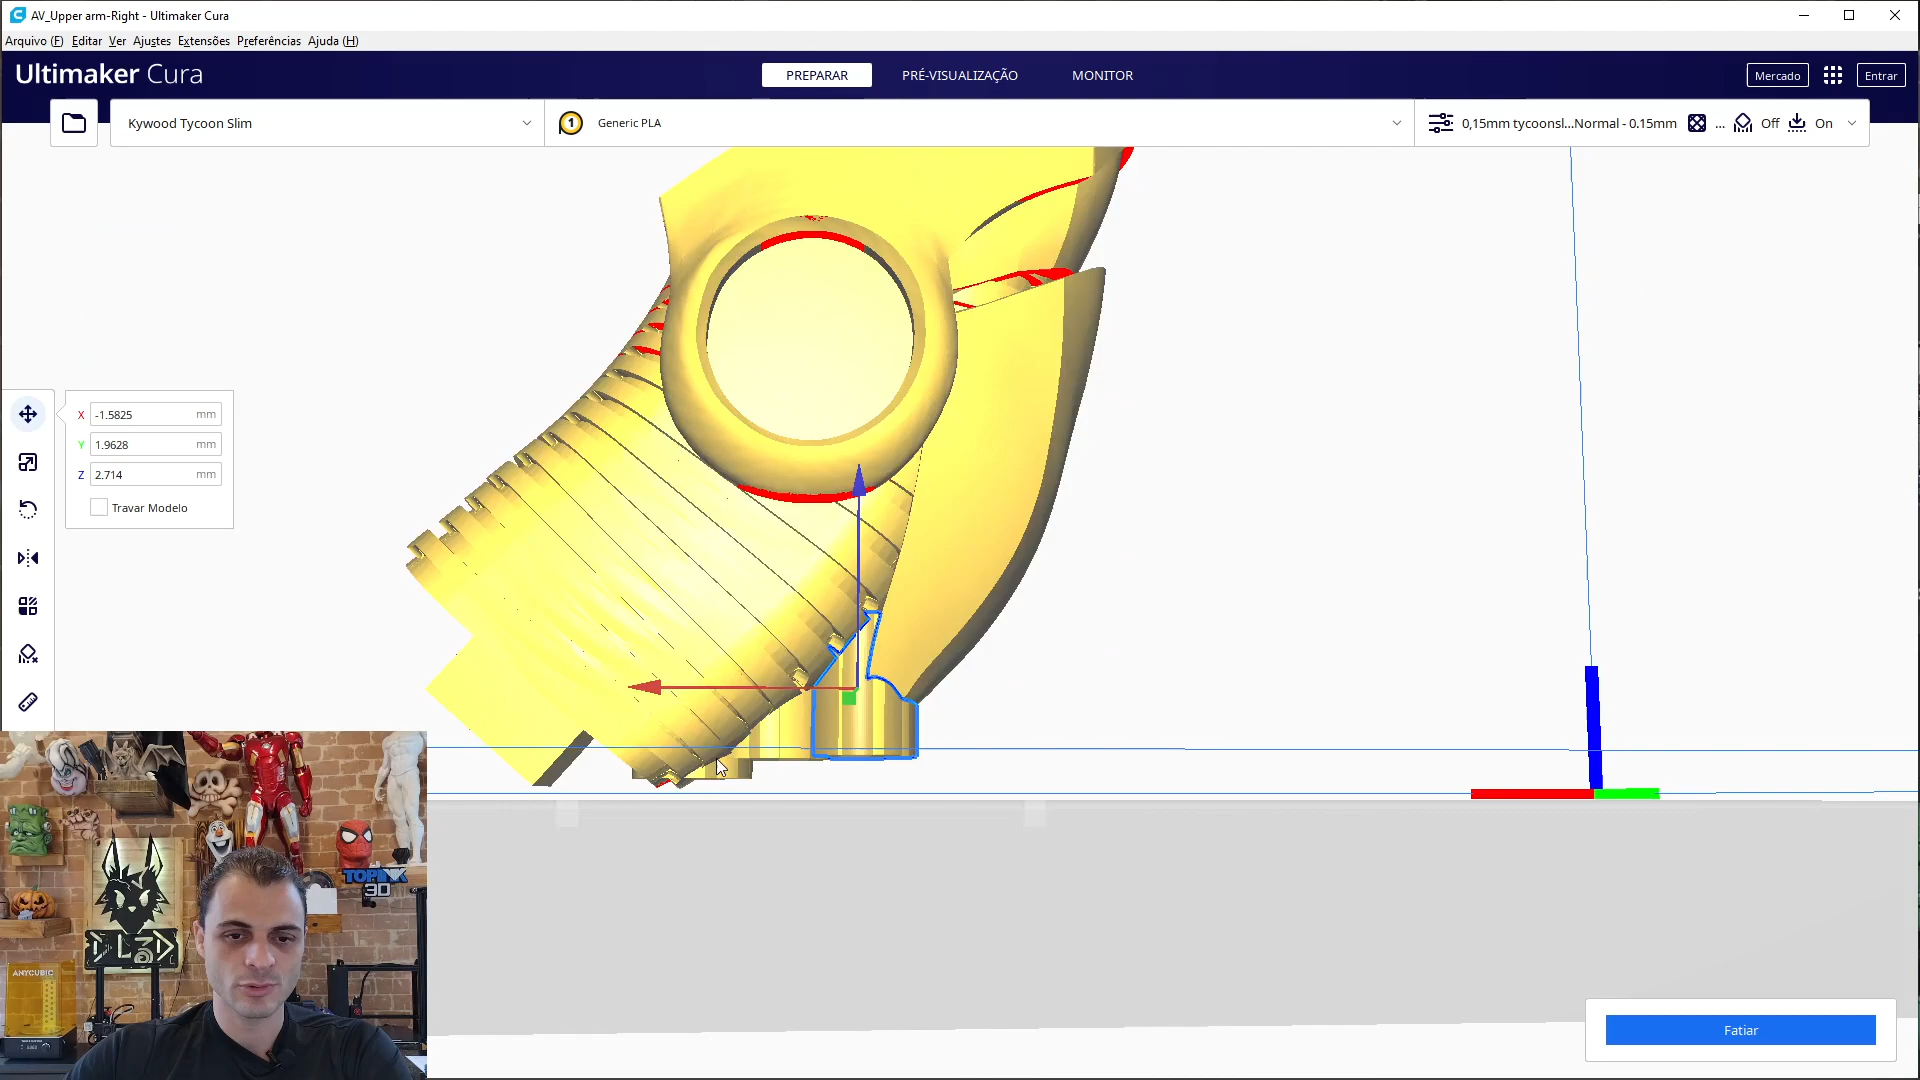 AV_Upper arm-Right - Ultimaker Cura
Arquivo (F) Editar Ver Ajustes Extensões Preferências Ajuda (H)
Ultimaker Cura
PREPARAR
PRÉ-VISUALIZAÇÃO
MONITOR
Mercado
Entrar
Kywood Tycoon Slim
1
Generic PLA
0,15mm tycoonsl...Normal - 0.15mm
...
Off
On
X -1.5825 mm
Y 1.9628 mm
Z 2.714 mm
Travar Modelo
TOPINK
3D
DL3D
ANYCUBIC
Fatiar